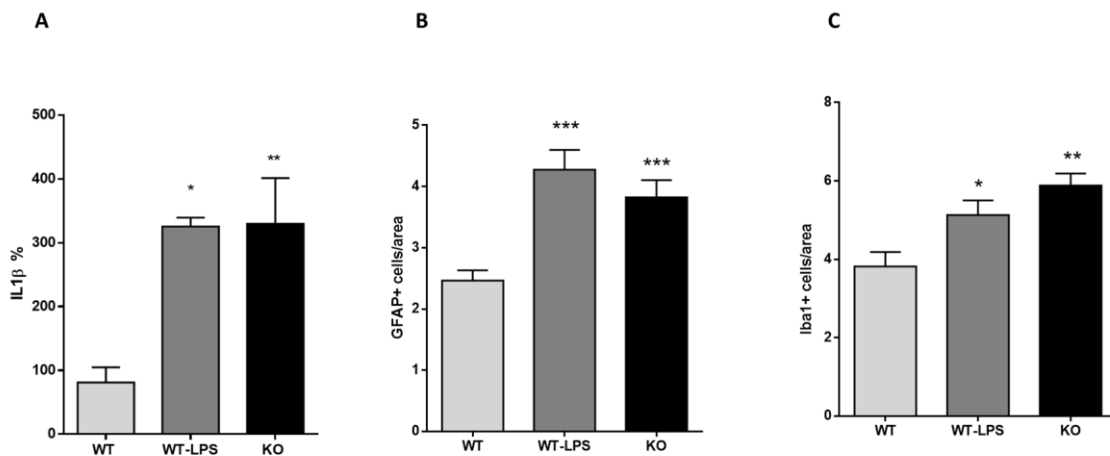 A
B
C
IL1β %
500
400
300
200
100
0
*
**
WT
WT-LPS
KO
GFAP+ cells/area
5
4
3
2
1
0
***
***
WT
WT-LPS
KO
Iba1+ cells/area
8
6
4
2
0
*
**
WT
WT-LPS
KO